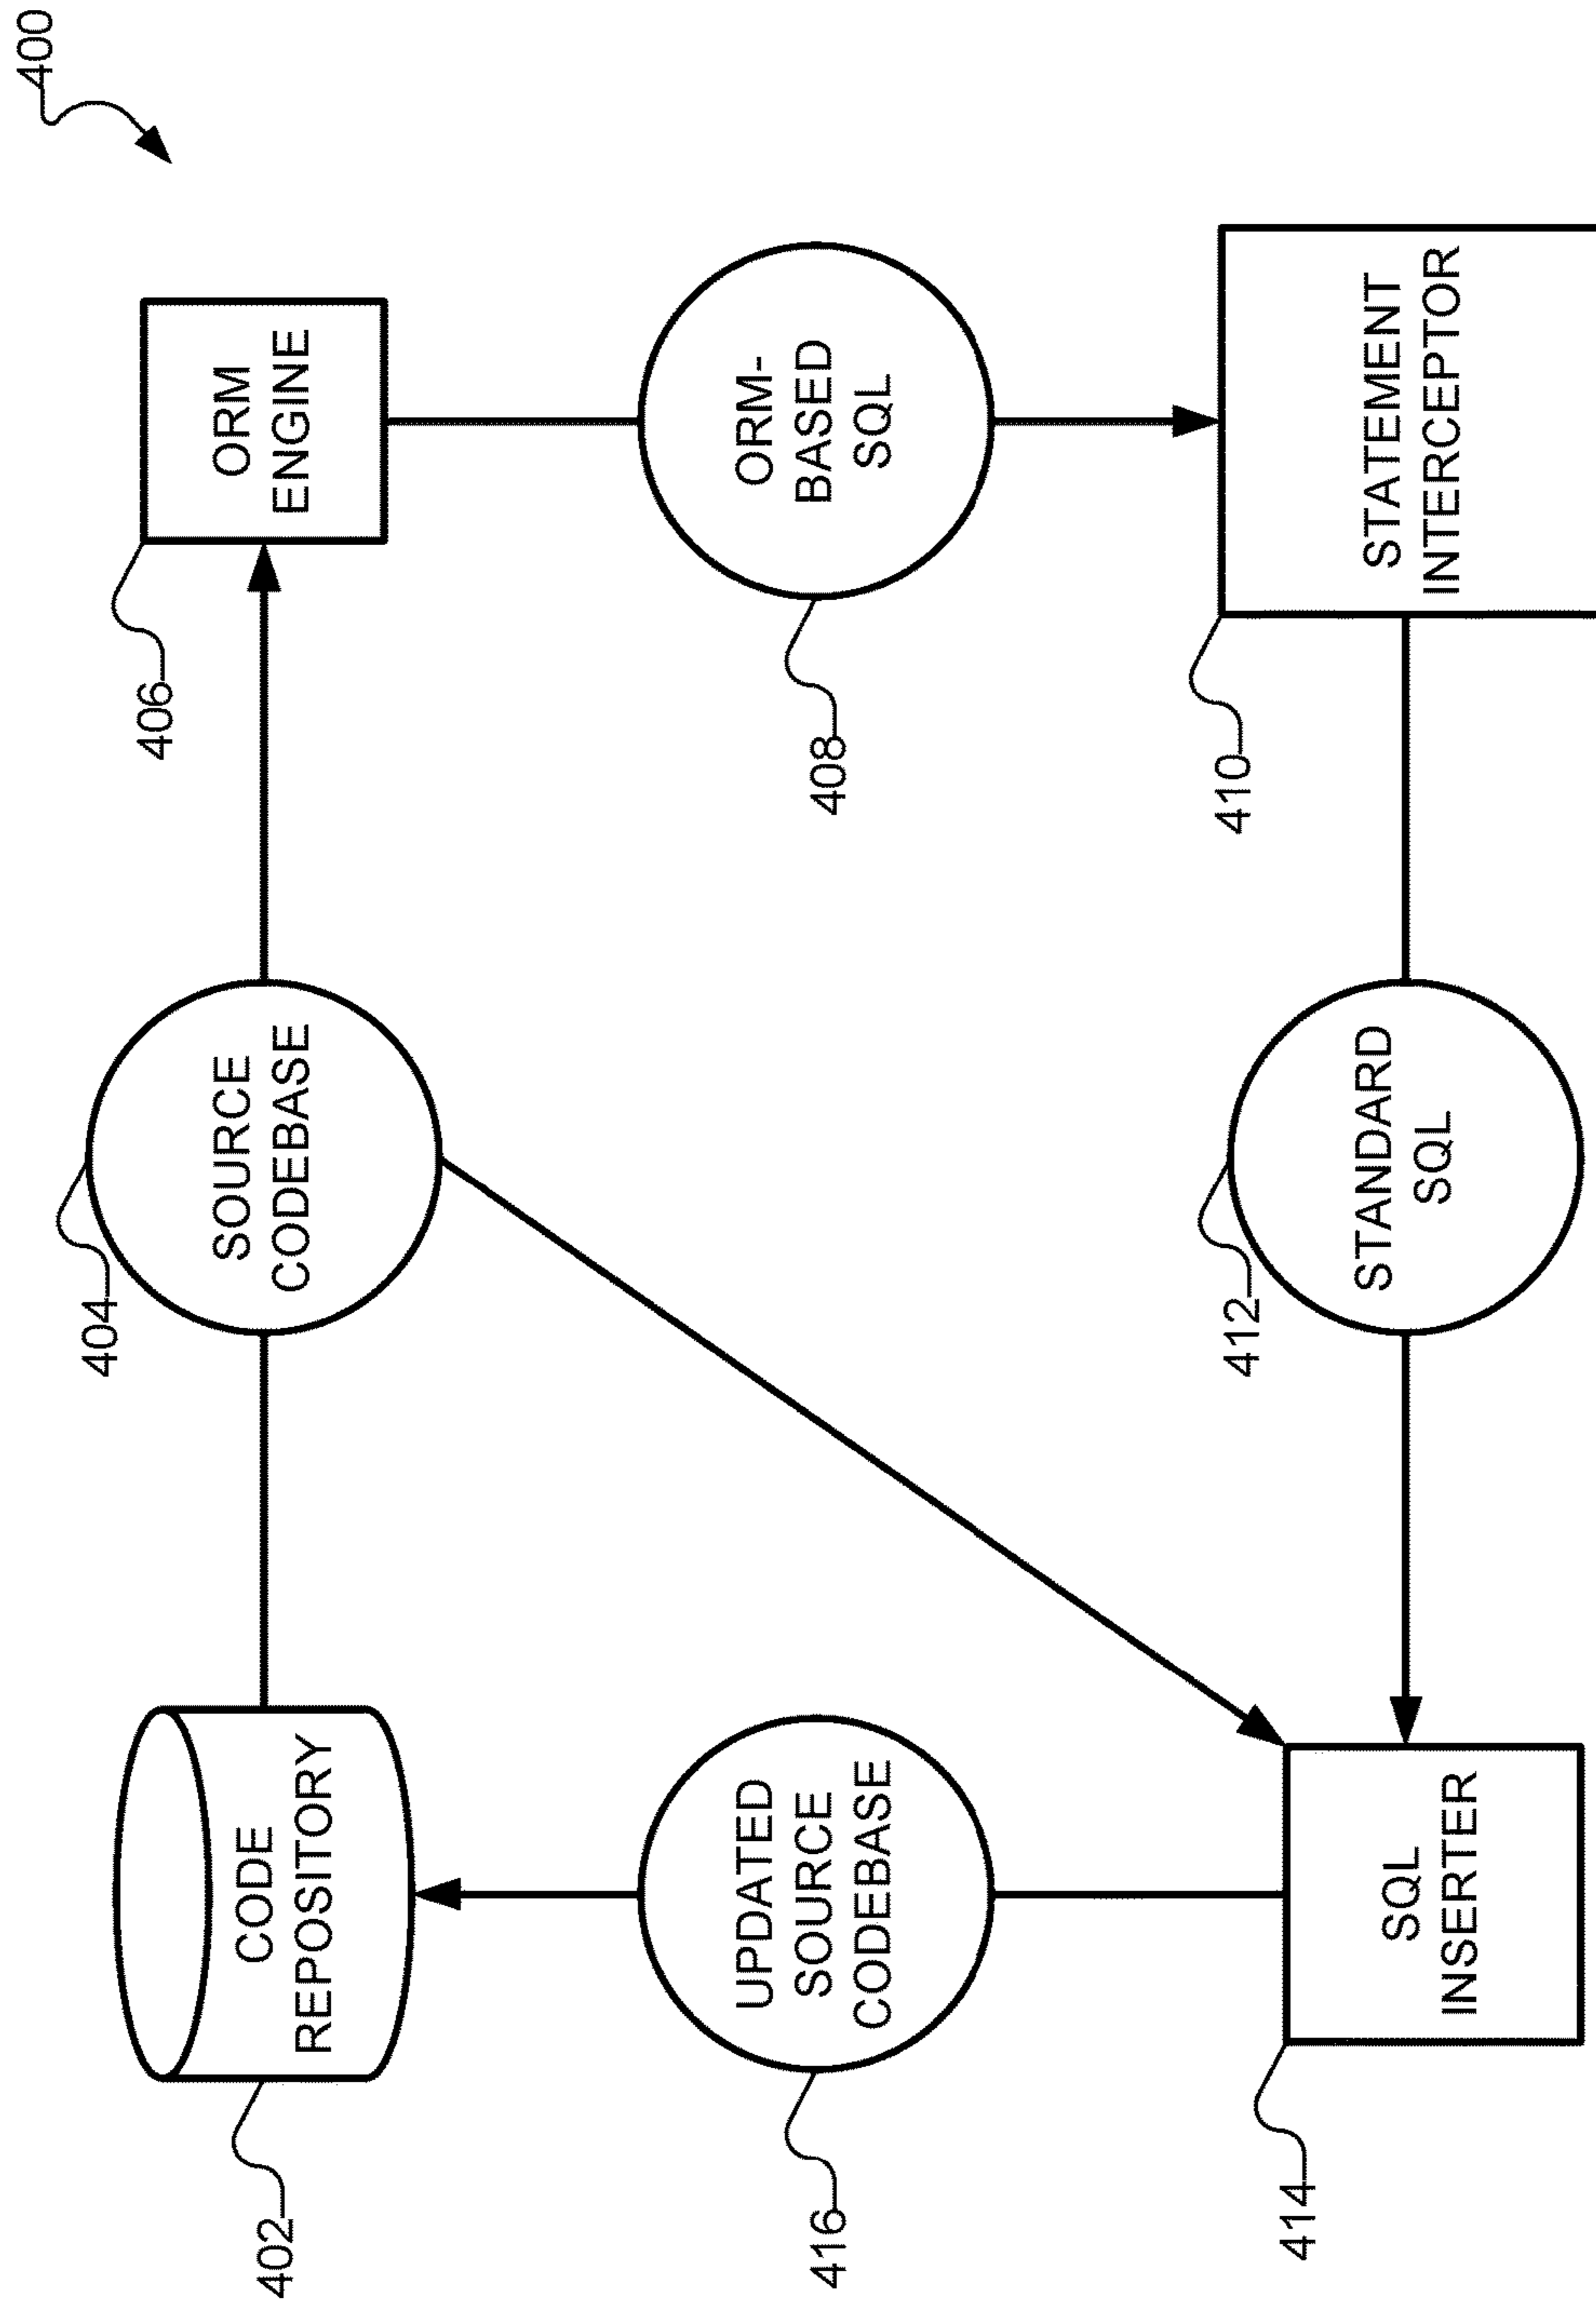 400
CODE
REPOSITORY
402
SOURCE
CODEBASE
404
ORM
ENGINE
406
UPDATED
SOURCE
CODEBASE
416
ORM-
BASED
SQL
408
SQL
INSERTER
414
STANDARD
SQL
412
STATEMENT
INTERCEPTOR
410